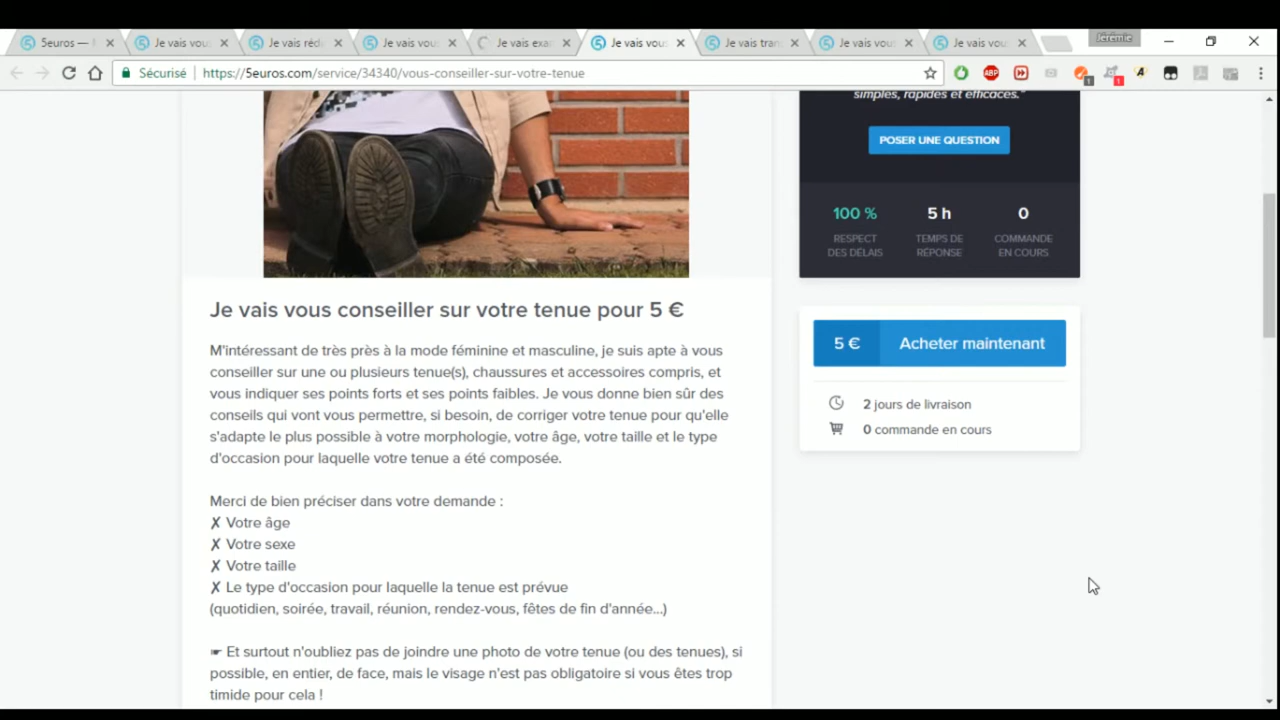 5euros —
Je vais vous
Je vais réd
Je vais vou
Je vais exa
Je vais vous
Je vais tran
Je vais vous
Je vais vous
Jérémie
Sécurisé
https://5euros.com/service/34340/vous-conseiller-sur-votre-tenue
ABP
1
1
simples, rapides et efficaces."
POSER UNE QUESTION
100 %
5 h
0
RESPECT
DES DÉLAIS
TEMPS DE
RÉPONSE
COMMANDE
EN COURS
Je vais vous conseiller sur votre tenue pour 5 €
M'intéressant de très près à la mode féminine et masculine, je suis apte à vous
conseiller sur une ou plusieurs tenue(s), chaussures et accessoires compris, et
vous indiquer ses points forts et ses points faibles. Je vous donne bien sûr des
conseils qui vont vous permettre, si besoin, de corriger votre tenue pour qu'elle
s'adapte le plus possible à votre morphologie, votre âge, votre taille et le type
d'occasion pour laquelle votre tenue a été composée.
Merci de bien préciser dans votre demande :
✗ Votre âge
✗ Votre sexe
✗ Votre taille
✗ Le type d'occasion pour laquelle la tenue est prévue
(quotidien, soirée, travail, réunion, rendez-vous, fêtes de fin d'année...)
☛ Et surtout n'oubliez pas de joindre une photo de votre tenue (ou des tenues), si
possible, en entier, de face, mais le visage n'est pas obligatoire si vous êtes trop
timide pour cela !
5 €
Acheter maintenant
2 jours de livraison
0 commande en cours